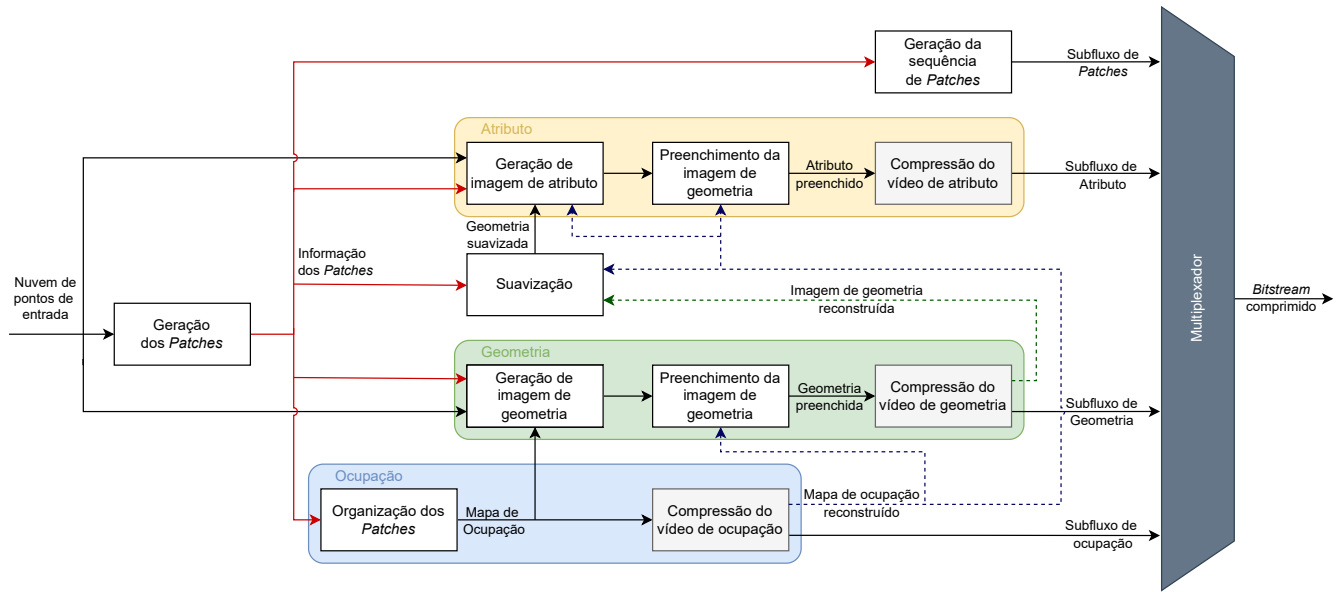 Geração da
sequência
de Patches
Subfluxo de
Patches
Atributo
Geração de
imagem de atributo
Preenchimento da
imagem de
geometria
Atributo
preenchido
Compressão do
vídeo de atributo
Subfluxo de
Atributo
Geometria
suavizada
Informação
dos Patches
Suavização
Nuvem de
pontos de
entrada
Geração
dos Patches
Imagem de geometria
reconstruída
Multiplexador
Bitstream
comprimido
Geometria
Geração de
imagem de
geometria
Preenchimento da
imagem de
geometria
Geometria
preenchida
Compressão do
vídeo de geometria
Subfluxo de
Geometria
Ocupação
Organização dos
Patches
Mapa de
Ocupação
Compressão do
vídeo de ocupação
Mapa de ocupação
reconstruído
Subfluxo de
ocupação